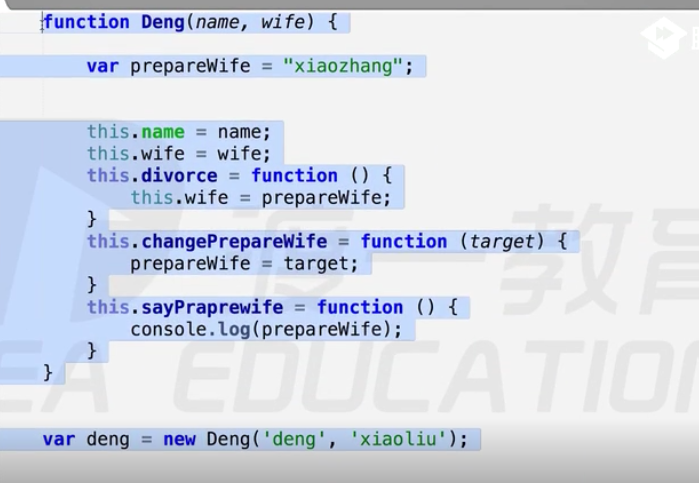 function Deng(name, wife) {
var prepareWife = "xiaozhang";
this.name = name;
this.wife = wife;
this.divorce = function () {
this.wife = prepareWife;
}
this.changePrepareWife = function (target) {
prepareWife = target;
}
this.sayPraprewife = function () {
console.log(prepareWife);
}
}
var deng = new Deng('deng', 'xiaoliu');
一教育
EDUCATION